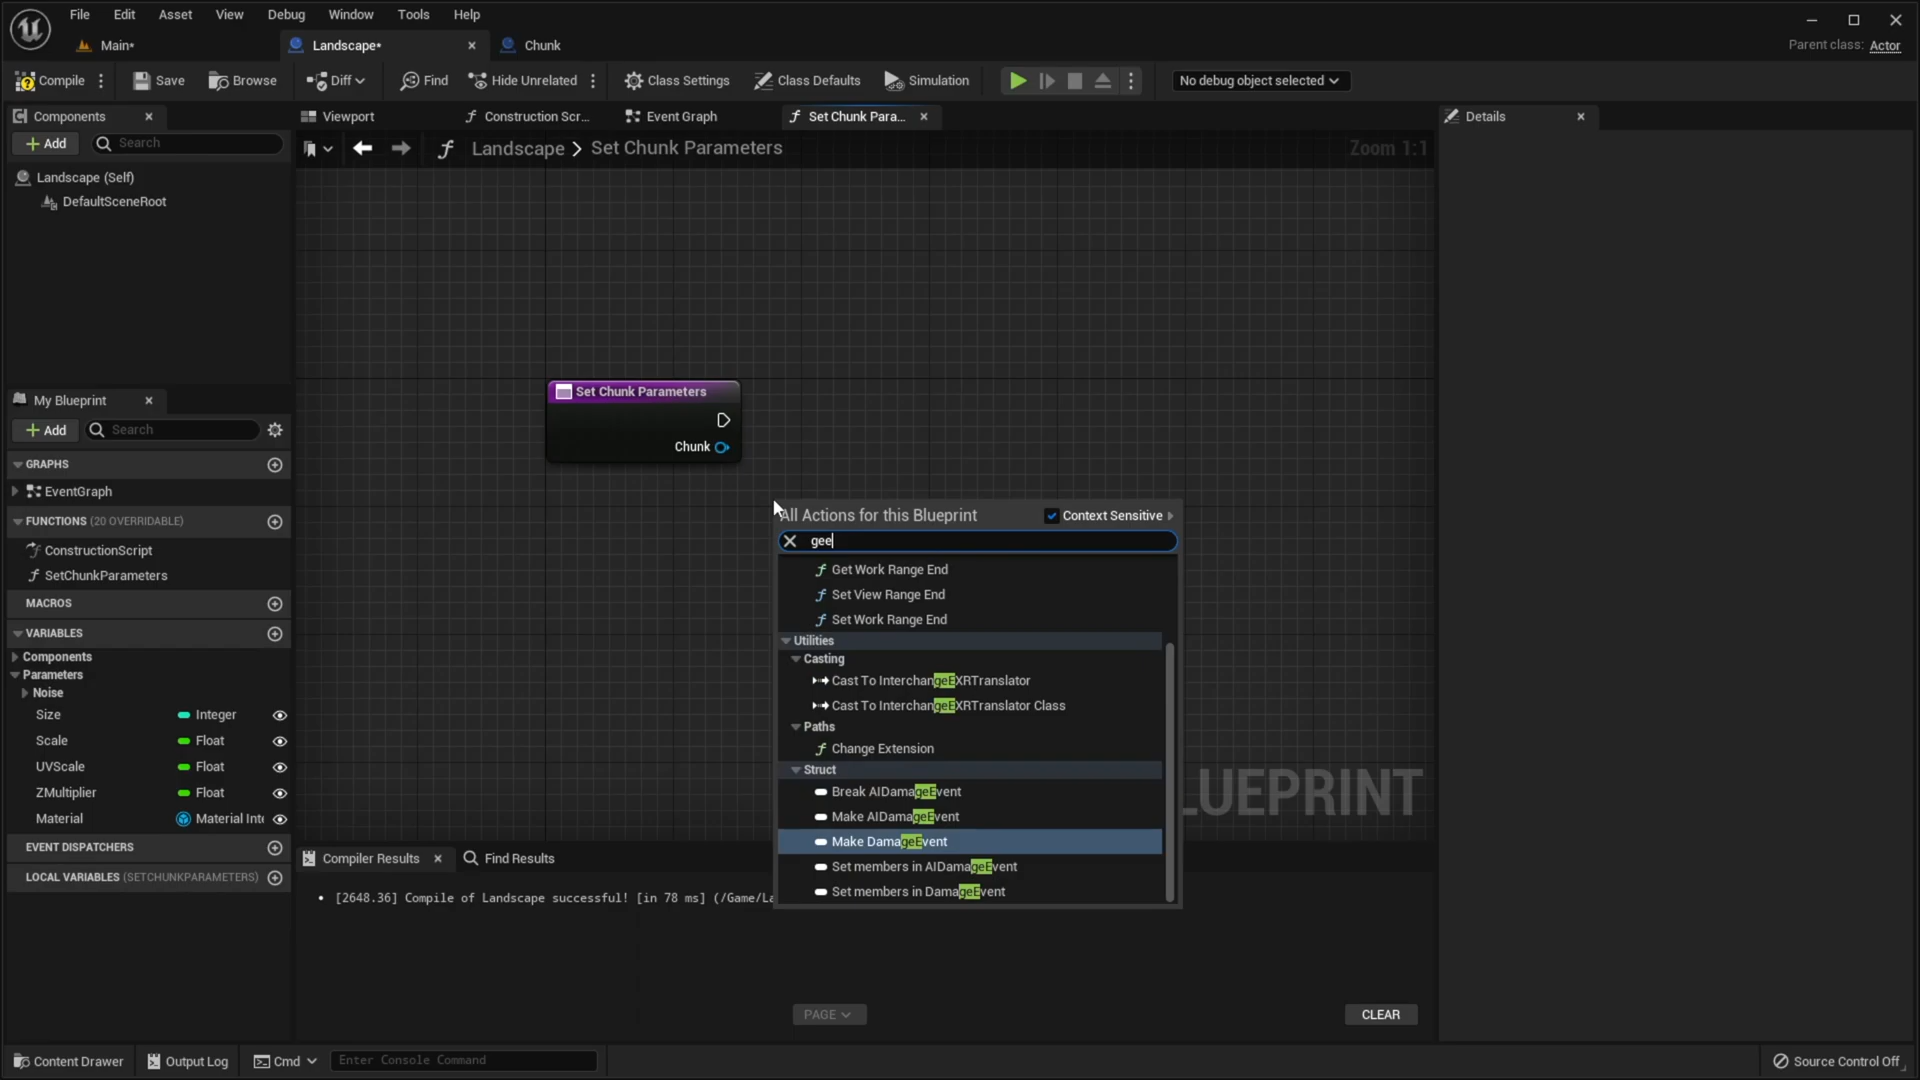 File Edit Asset View Debug Window Tools Help
Main* Landscape* Chunk Parent class: Actor
Compile Save Browse Diff Find Hide Unrelated Class Settings Class Defaults Simulation No debug object selected
Components Viewport Construction Scr... Event Graph Set Chunk Para... Details
Add Search
Landscape > Set Chunk Parameters Zoom 1:1
Landscape (Self)
DefaultSceneRoot
Set Chunk Parameters
Chunk
My Blueprint
Add Search
GRAPHS
EventGraph
FUNCTIONS (20 OVERRIDABLE)
ConstructionScript
SetChunkParameters
MACROS
VARIABLES
Components
Parameters
Noise
Size Integer
Scale Float
UVScale Float
ZMultiplier Float
Material Material Inte
EVENT DISPATCHERS
LOCAL VARIABLES (SETCHUNKPARAMETERS)
All Actions for this Blueprint Context Sensitive
gee
Get Work Range End
Set View Range End
Set Work Range End
Utilities
Casting
Cast To InterchangeEXRTranslator
Cast To InterchangeEXRTranslator Class
Paths
Change Extension
Struct
Break AIDamageEvent
Make AIDamageEvent
Make DamageEvent
Set members in AIDamageEvent
Set members in DamageEvent
LUEPRINT
Compiler Results Find Results
• [2648.36] Compile of Landscape successful! [in 78 ms] (/Game/La
PAGE CLEAR
Content Drawer Output Log Cmd Enter Console Command Source Control Off